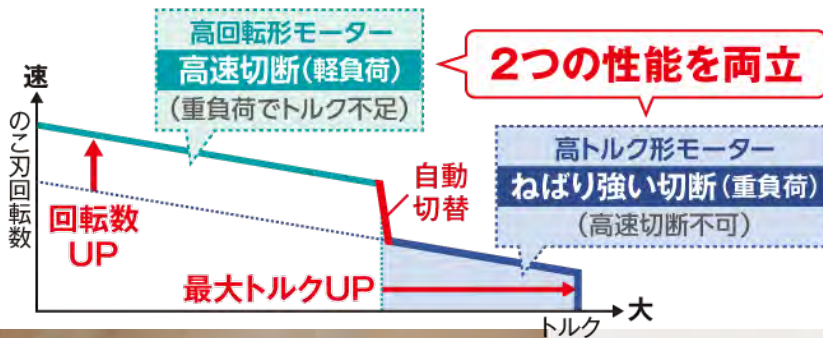 高回転形モーター
高速切断(軽負荷)
(重負荷でトルク不足)
2つの性能を両立
速
のこ刃回転数
高トルク形モーター
ねばり強い切断(重負荷)
(高速切断不可)
自動
切替
回転数
UP
最大トルクUP
大
トルク